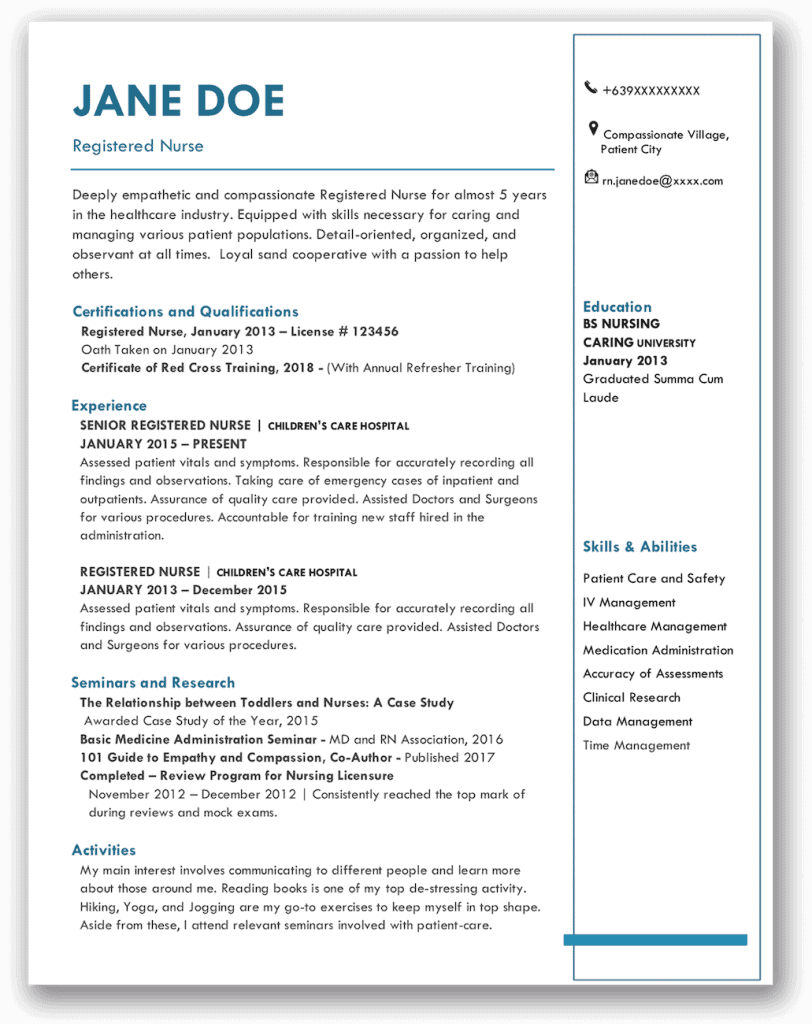 JANE DOE
Registered Nurse
Deeply empathetic and compassionate Registered Nurse for almost 5 years
in the healthcare industry. Equipped with skills necessary for caring and
managing various patient populations. Detail-oriented, organized, and
observant at all times.  Loyal sand cooperative with a passion to help
others.
Certifications and Qualifications
Registered Nurse, January 2013 – License # 123456
Oath Taken on January 2013
Certificate of Red Cross Training, 2018 - (With Annual Refresher Training)
Experience
SENIOR REGISTERED NURSE | CHILDREN'S CARE HOSPITAL
JANUARY 2015 – PRESENT
Assessed patient vitals and symptoms. Responsible for accurately recording all
findings and observations. Taking care of emergency cases of inpatient and
outpatients. Assurance of quality care provided. Assisted Doctors and Surgeons
for various procedures. Accountable for training new staff hired in the
administration.
REGISTERED NURSE | CHILDREN'S CARE HOSPITAL
JANUARY 2013 – December 2015
Assessed patient vitals and symptoms. Responsible for accurately recording all
findings and observations. Assurance of quality care provided. Assisted Doctors
and Surgeons for various procedures.
Seminars and Research
The Relationship between Toddlers and Nurses: A Case Study
Awarded Case Study of the Year, 2015
Basic Medicine Administration Seminar - MD and RN Association, 2016
101 Guide to Empathy and Compassion, Co-Author - Published 2017
Completed – Review Program for Nursing Licensure
November 2012 – December 2012 | Consistently reached the top mark of
during reviews and mock exams.
Activities
My main interest involves communicating to different people and learn more
about those around me. Reading books is one of my top de-stressing activity.
Hiking, Yoga, and Jogging are my go-to exercises to keep myself in top shape.
Aside from these, I attend relevant seminars involved with patient-care.
+639XXXXXXXXX
Compassionate Village,
Patient City
rn.janedoe@xxxx.com
Education
BS NURSING
CARING UNIVERSITY
January 2013
Graduated Summa Cum
Laude
Skills & Abilities
Patient Care and Safety
IV Management
Healthcare Management
Medication Administration
Accuracy of Assessments
Clinical Research
Data Management
Time Management